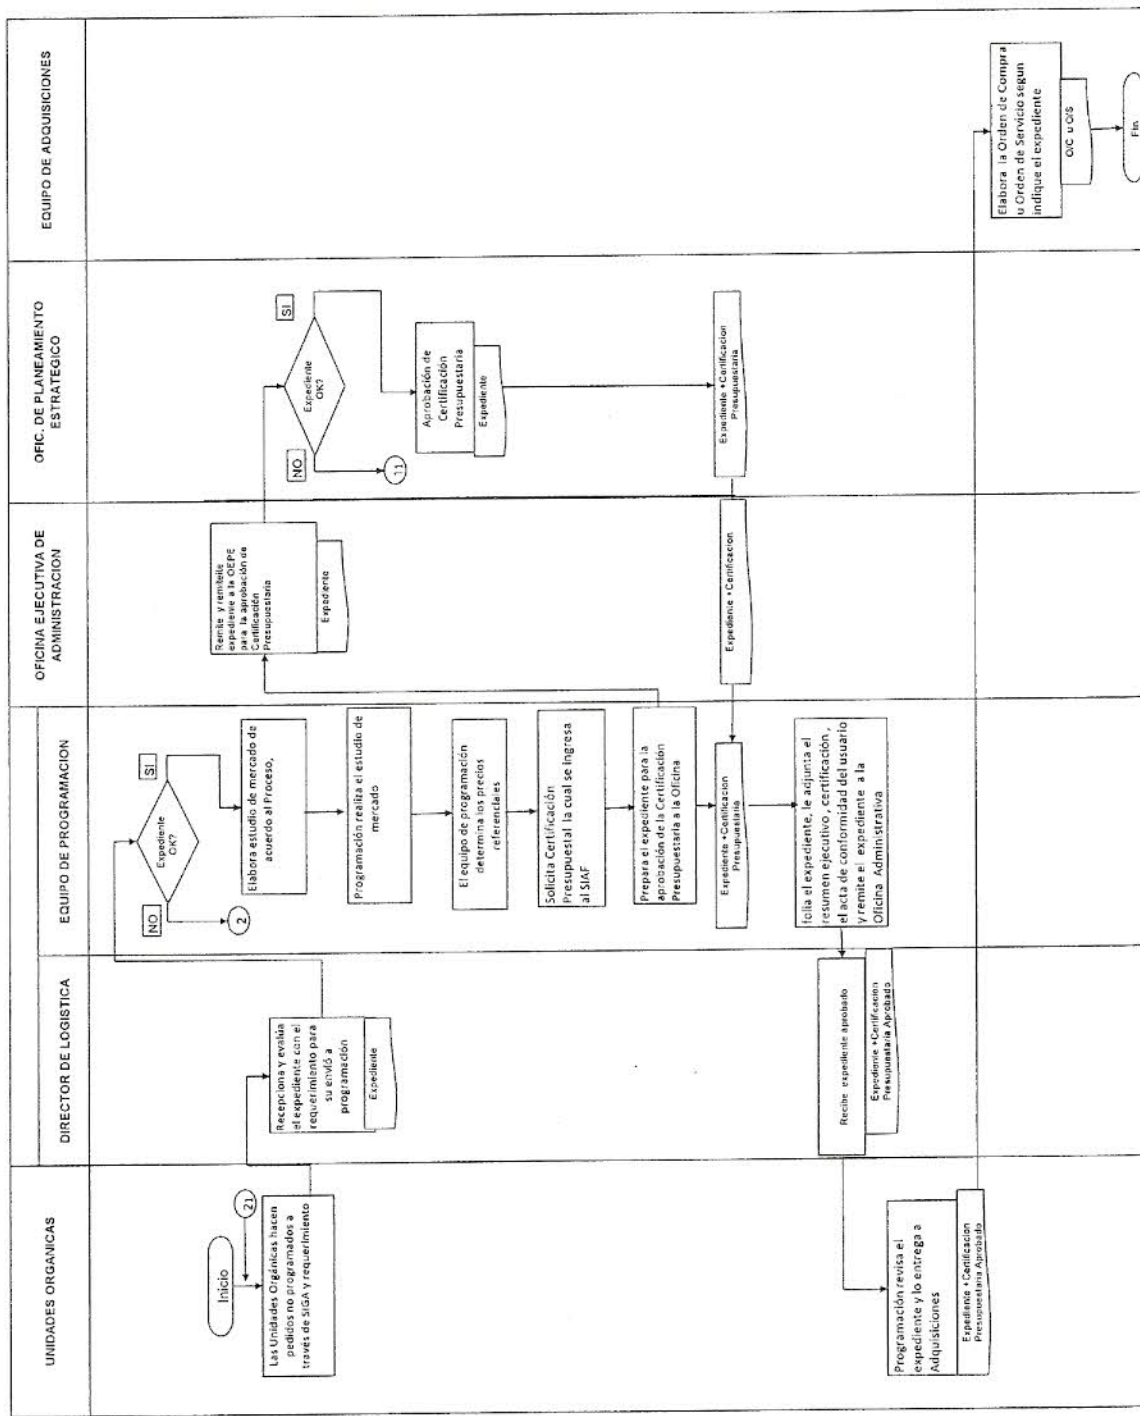 UNIDADES ORGANICAS
DIRECTOR DE LOGISTICA
EQUIPO DE PROGRAMACION
OFICINA EJECUTIVA DE
ADMINISTRACION
OFIC. DE PLANEAMIENTO
ESTRATEGICO
EQUIPO DE ADQUISICIONES
Inicio
21
Las Unidades Orgánicas hacen
pedidos no programados a
través de SIGA y requerimiento
Recepciona y evalúa
el expediente con el
requerimiento para
su envió a
programación
Expediente
Expediente
OK?
SI
NO
2
Elabora estudio de mercado de
acuerdo al Proceso,
Programación realiza el estudio de
mercado
El equipo de programación
determina los precios
referenciales
Solicita Certificación
Presupuestal la cual se ingresa
al SIAF
Prepara el expediente para la
aprobación de la Certificación
Presupuestaria a la Oficina
Remite y remiteite
expediente a la OEPE
para la aprobación de
Certificación
Presupuestaria
Expediente
Expediente
OK?
SI
NO
11
Aprobación de
Certificación
Presupuestaria
Expediente
Expediente +Certificacion
Presupuestaria
Expediente +Certificacion
Expediente +Certificacion
Presupuestaria
folia el expediente, le adjunta el
resumen ejecutivo , certificación ,
el acta de conformidad del usuario
y remite el expediente a la
Oficina Administrativa
Recibe expediente aprobado
Expediente +Certificacion
Presupuestaria Aprobado
Programación revisa el
expediente y lo entrega a
Adquisiciones
Expediente +Certificacion
Presupuestaria Aprobado
Elabora la Orden de Compra
u Orden de Servicio segun
indique el expediente
O/C u O/S
Fin